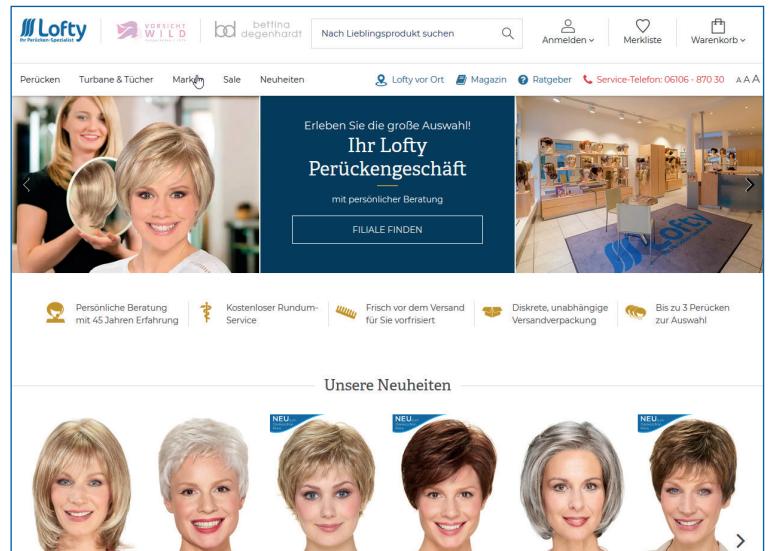 Lofty
Ihr Perücken-Spezialist
VORSICHT
WILD
bd
bettina
degenhardt
Nach Lieblingsprodukt suchen
Anmelden
Merkliste
Warenkorb
Perücken
Turbane & Tücher
Marken
Sale
Neuheiten
Lofty vor Ort
Magazin
Ratgeber
Service-Telefon: 06106 - 870 30
A A A
Erleben Sie die große Auswahl!
Ihr Lofty
Perückengeschäft
mit persönlicher Beratung
FILIALE FINDEN
Lofty
Persönliche Beratung
mit 45 Jahren Erfahrung
Kostenloser Rundum-
Service
Frisch vor dem Versand
für Sie vorfrisiert
Diskrete, unabhängige
Versandverpackung
Bis zu 3 Perücken
zur Auswahl
Unsere Neuheiten
NEU...
NEU...
NEU...